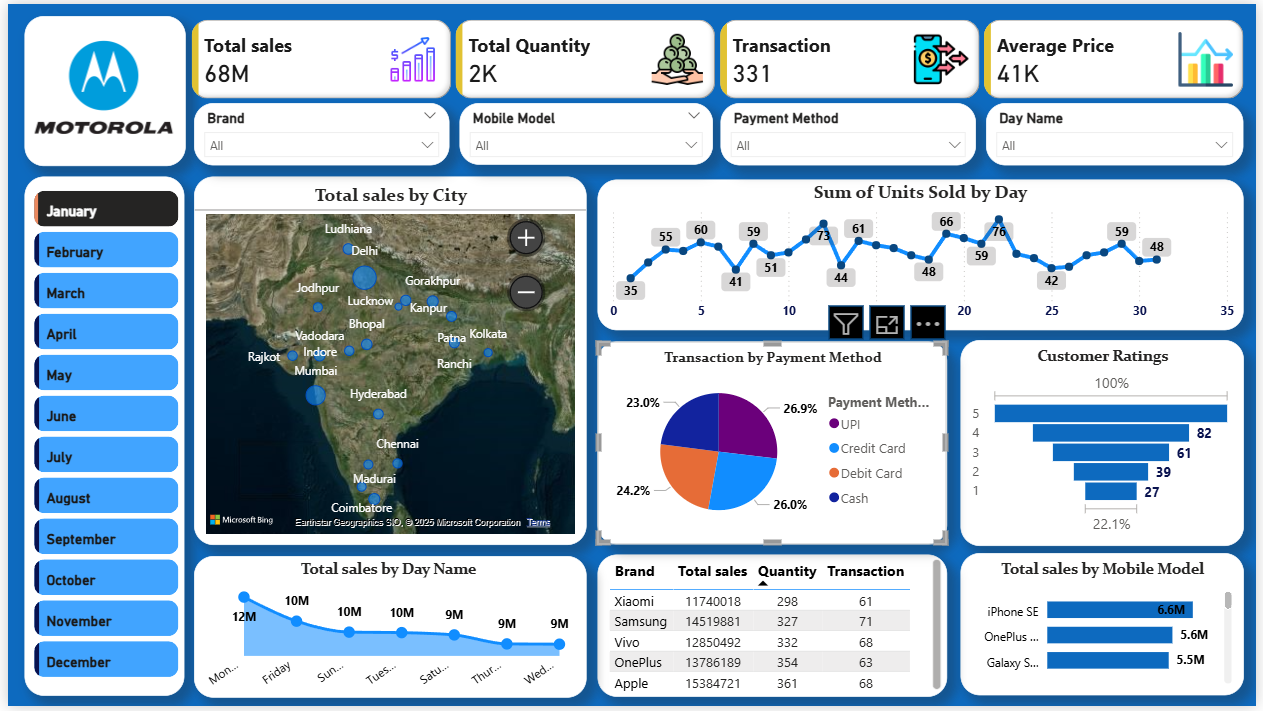 MOTOROLA
Total sales
68M
Total Quantity
2K
Transaction
331
$
Average Price
41K
Brand
All
Mobile Model
All
Payment Method
All
Day Name
All
January
February
March
April
May
June
July
August
September
October
November
December
Total sales by City
Ludhiana
Delhi
Jodhpur
Gorakhpur
Lucknow
Kanpur
Bhopal
Vadodara
Patna
Kolkata
Rajkot
Indore
Ranchi
Mumbai
Hyderabad
Chennai
Madurai
Coimbatore
Microsoft Bing
Earthstar Geographics SIO, © 2025 Microsoft Corporation Terms
Sum of Units Sold by Day
35
55
60
41
59
51
73
44
61
48
66
59
76
42
59
48
0 5 10 20 25 30 35
Transaction by Payment Method
23.0%
26.9%
24.2%
26.0%
Payment Meth...
UPI
Credit Card
Debit Card
Cash
Customer Ratings
100%
5
4 82
3 61
2 39
1 27
22.1%
Total sales by Day Name
12M 10M 10M 10M 9M 9M 9M
Mon... Friday Sun... Tues... Satu... Thur... Wed...
Brand Total sales Quantity Transaction
Xiaomi 11740018 298 61
Samsung 14519881 327 71
Vivo 12850492 332 68
OnePlus 13786189 354 63
Apple 15384721 361 68
Total sales by Mobile Model
iPhone SE 6.6M
OnePlus ... 5.6M
Galaxy S... 5.5M